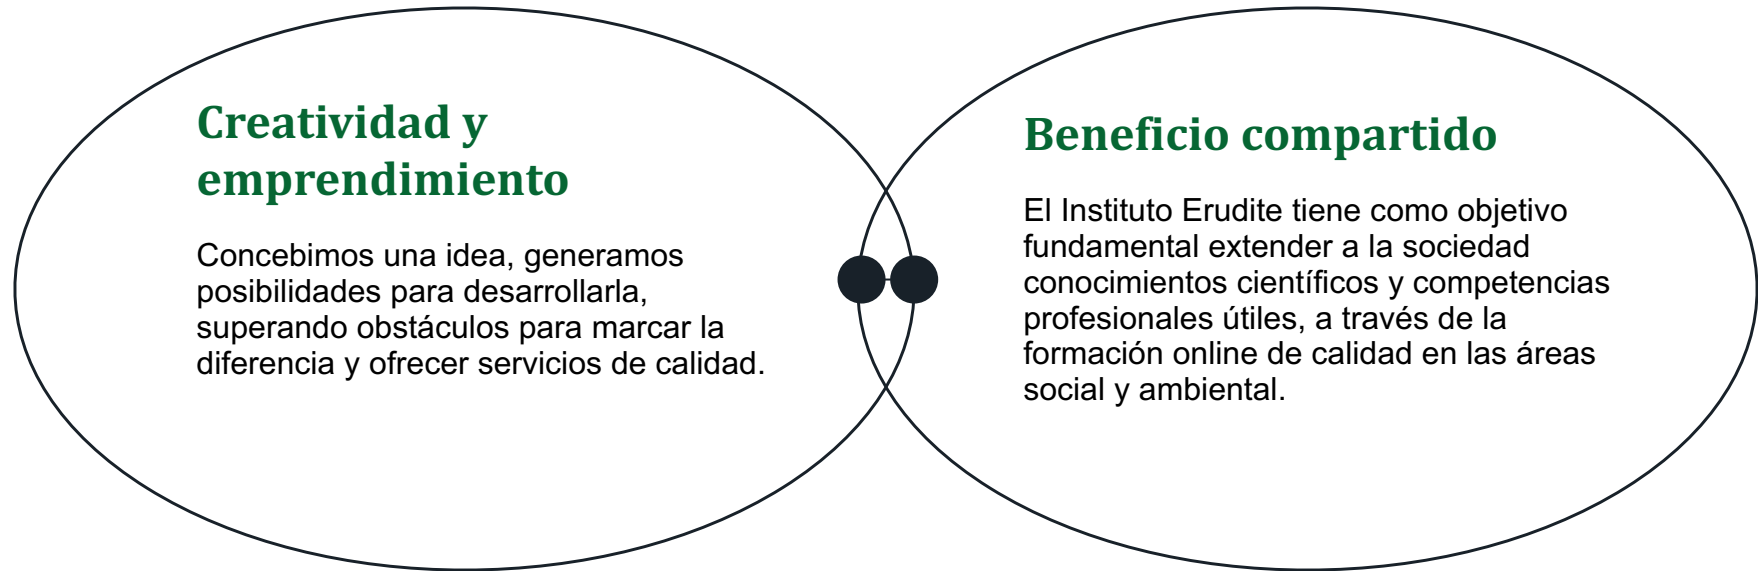 Creatividad y
emprendimiento
Concebimos una idea, generamos
posibilidades para desarrollarla,
superando obstáculos para marcar la
diferencia y ofrecer servicios de calidad.
Beneficio compartido
El Instituto Erudite tiene como objetivo
fundamental extender a la sociedad
conocimientos científicos y competencias
profesionales útiles, a través de la
formación online de calidad en las áreas
social y ambiental.